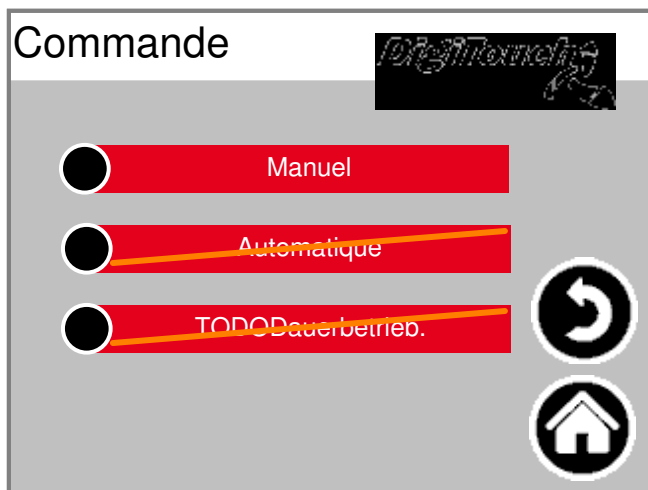 Commande
DigiTouch
Manuel
Automatique
TODODauerbetrieb.